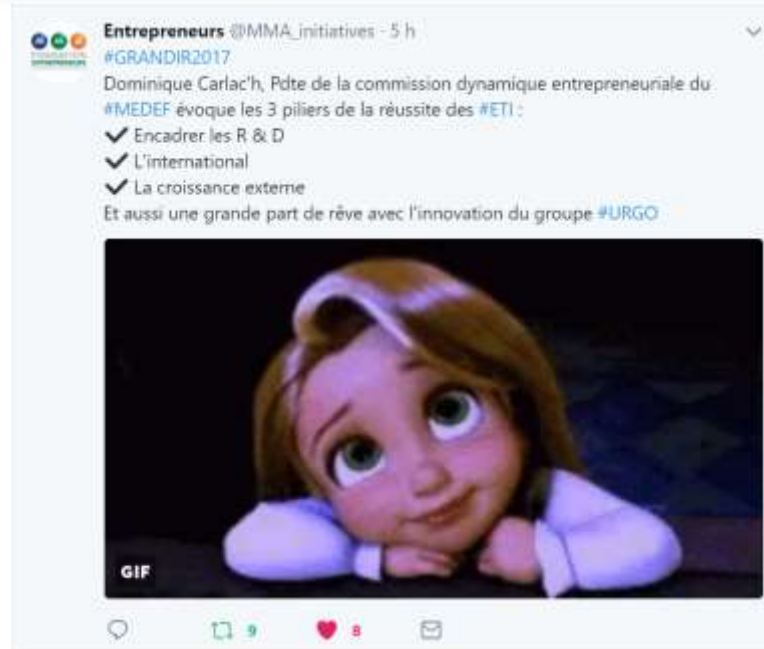 Entrepreneurs @MMA_initiatives · 5 h
#GRANDIR2017
Dominique Carlac'h, Pdte de la commission dynamique entrepreneuriale du
#MEDEF évoque les 3 piliers de la réussite des #ETI :
✔ Encadrer les R & D
✔ L'international
✔ La croissance externe
Et aussi une grande part de rêve avec l'innovation du groupe #URGO
GIF
9
8